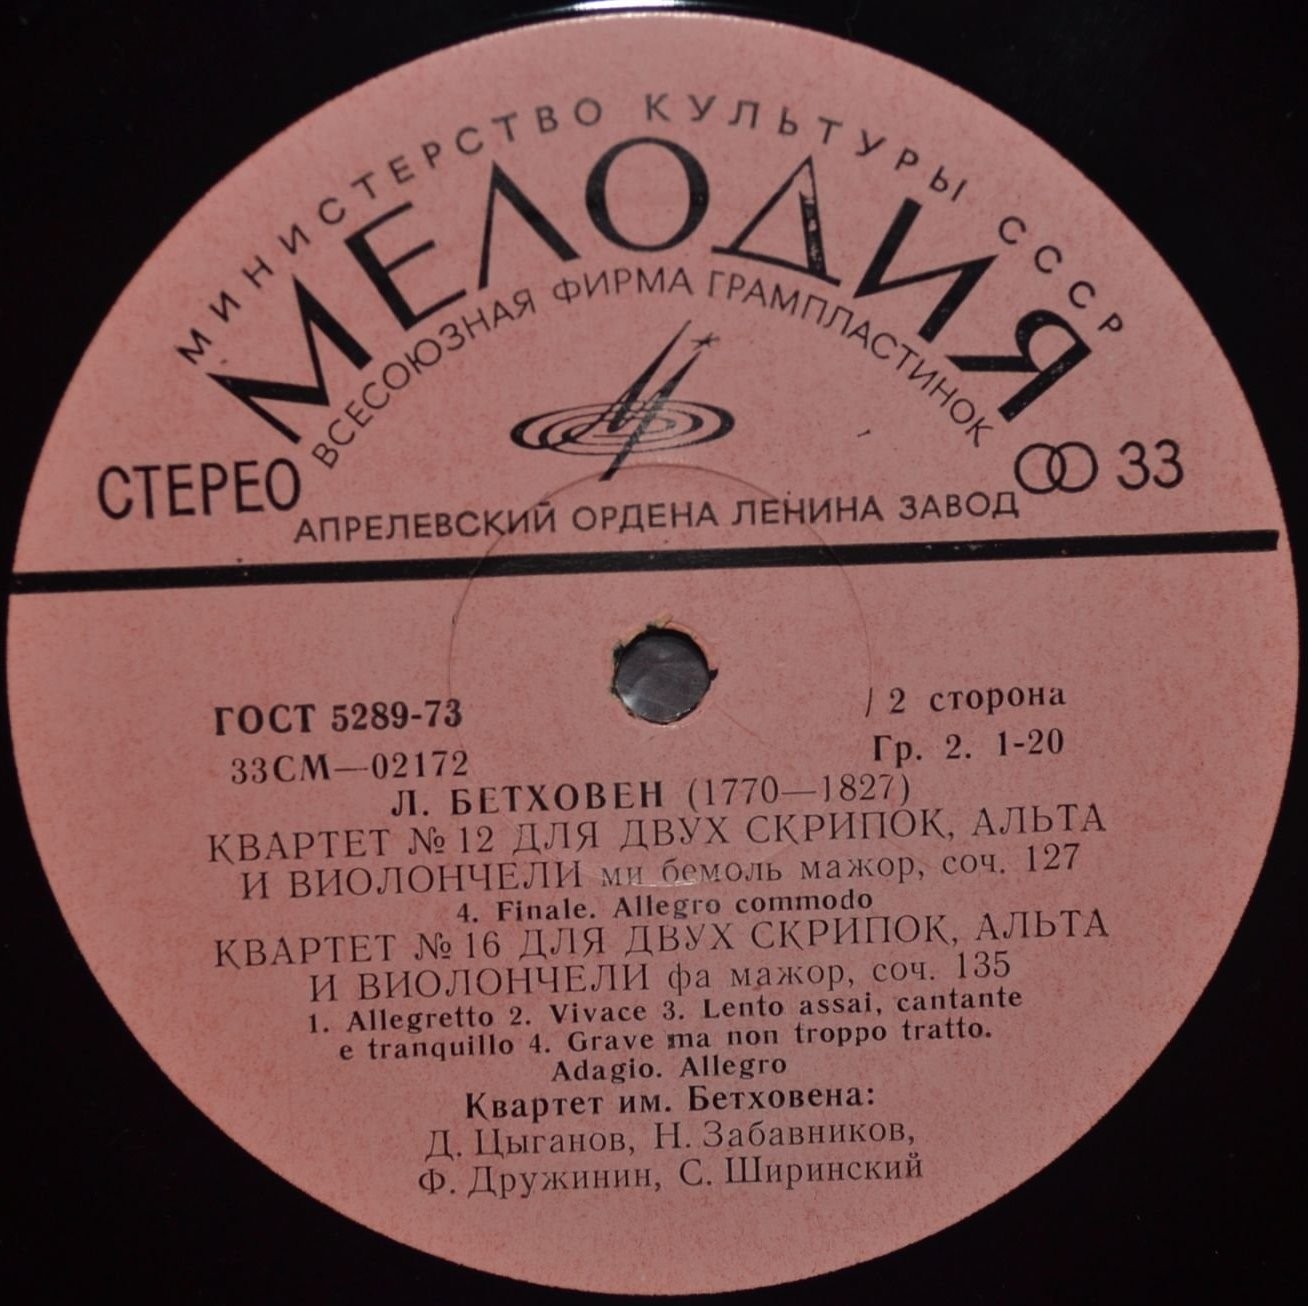 МИНИСТЕРСТВО КУЛЬТУРЫ СССР
МЕЛОДИЯ
ВСЕСОЮЗНАЯ ФИРМА ГРАМПЛАСТИНОК
СТЕРЕО
33
АПРЕЛЕВСКИЙ ОРДЕНА ЛЕНИНА ЗАВОД
ГОСТ 5289-73
/ 2 сторона
33СМ—02172
Гр. 2. 1-20
Л. БЕТХОВЕН (1770—1827)
КВАРТЕТ № 12 ДЛЯ ДВУХ СКРИПОК, АЛЬТА
И ВИОЛОНЧЕЛИ ми бемоль мажор, соч. 127
4. Finale. Allegro commodo
КВАРТЕТ № 16 ДЛЯ ДВУХ СКРИПОК, АЛЬТА
И ВИОЛОНЧЕЛИ фа мажор, соч. 135
1. Allegretto 2. Vivace 3. Lento assai, cantante
e tranquillo 4. Grave ma non troppo tratto.
Adagio. Allegro
Квартет им. Бетховена:
Д. Цыганов, Н. Забавников,
Ф. Дружинин, С. Ширинский